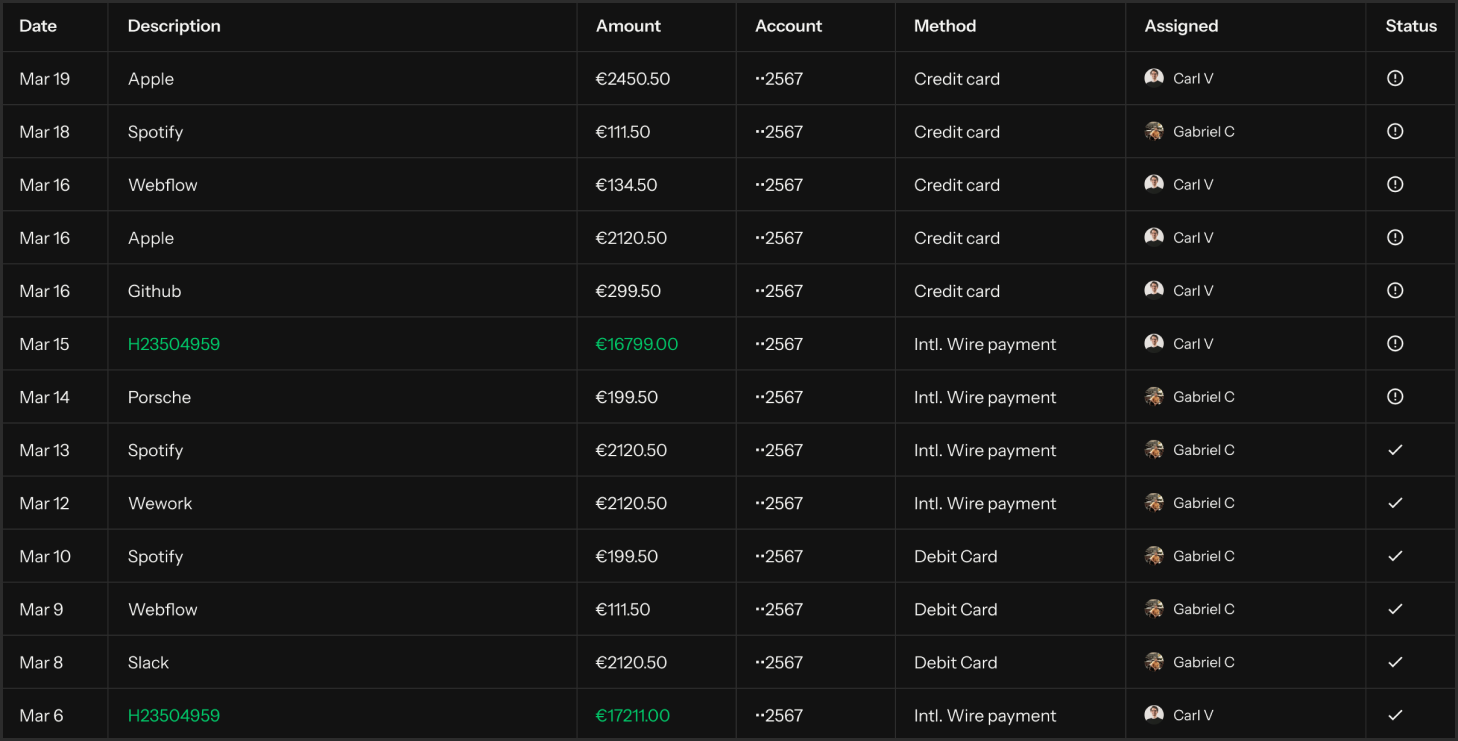 Date Description Amount Account Method Assigned Status
Mar 19 Apple €2450.50 ··2567 Credit card Carl V
Mar 18 Spotify €111.50 ··2567 Credit card Gabriel C
Mar 16 Webflow €134.50 ··2567 Credit card Carl V
Mar 16 Apple €2120.50 ··2567 Credit card Carl V
Mar 16 Github €299.50 ··2567 Credit card Carl V
Mar 15 H23504959 €16799.00 ··2567 Intl. Wire payment Carl V
Mar 14 Porsche €199.50 ··2567 Intl. Wire payment Gabriel C
Mar 13 Spotify €2120.50 ··2567 Intl. Wire payment Gabriel C
Mar 12 Wework €2120.50 ··2567 Intl. Wire payment Gabriel C
Mar 10 Spotify €199.50 ··2567 Debit Card Gabriel C
Mar 9 Webflow €111.50 ··2567 Debit Card Gabriel C
Mar 8 Slack €2120.50 ··2567 Debit Card Gabriel C
Mar 6 H23504959 €17211.00 ··2567 Intl. Wire payment Carl V